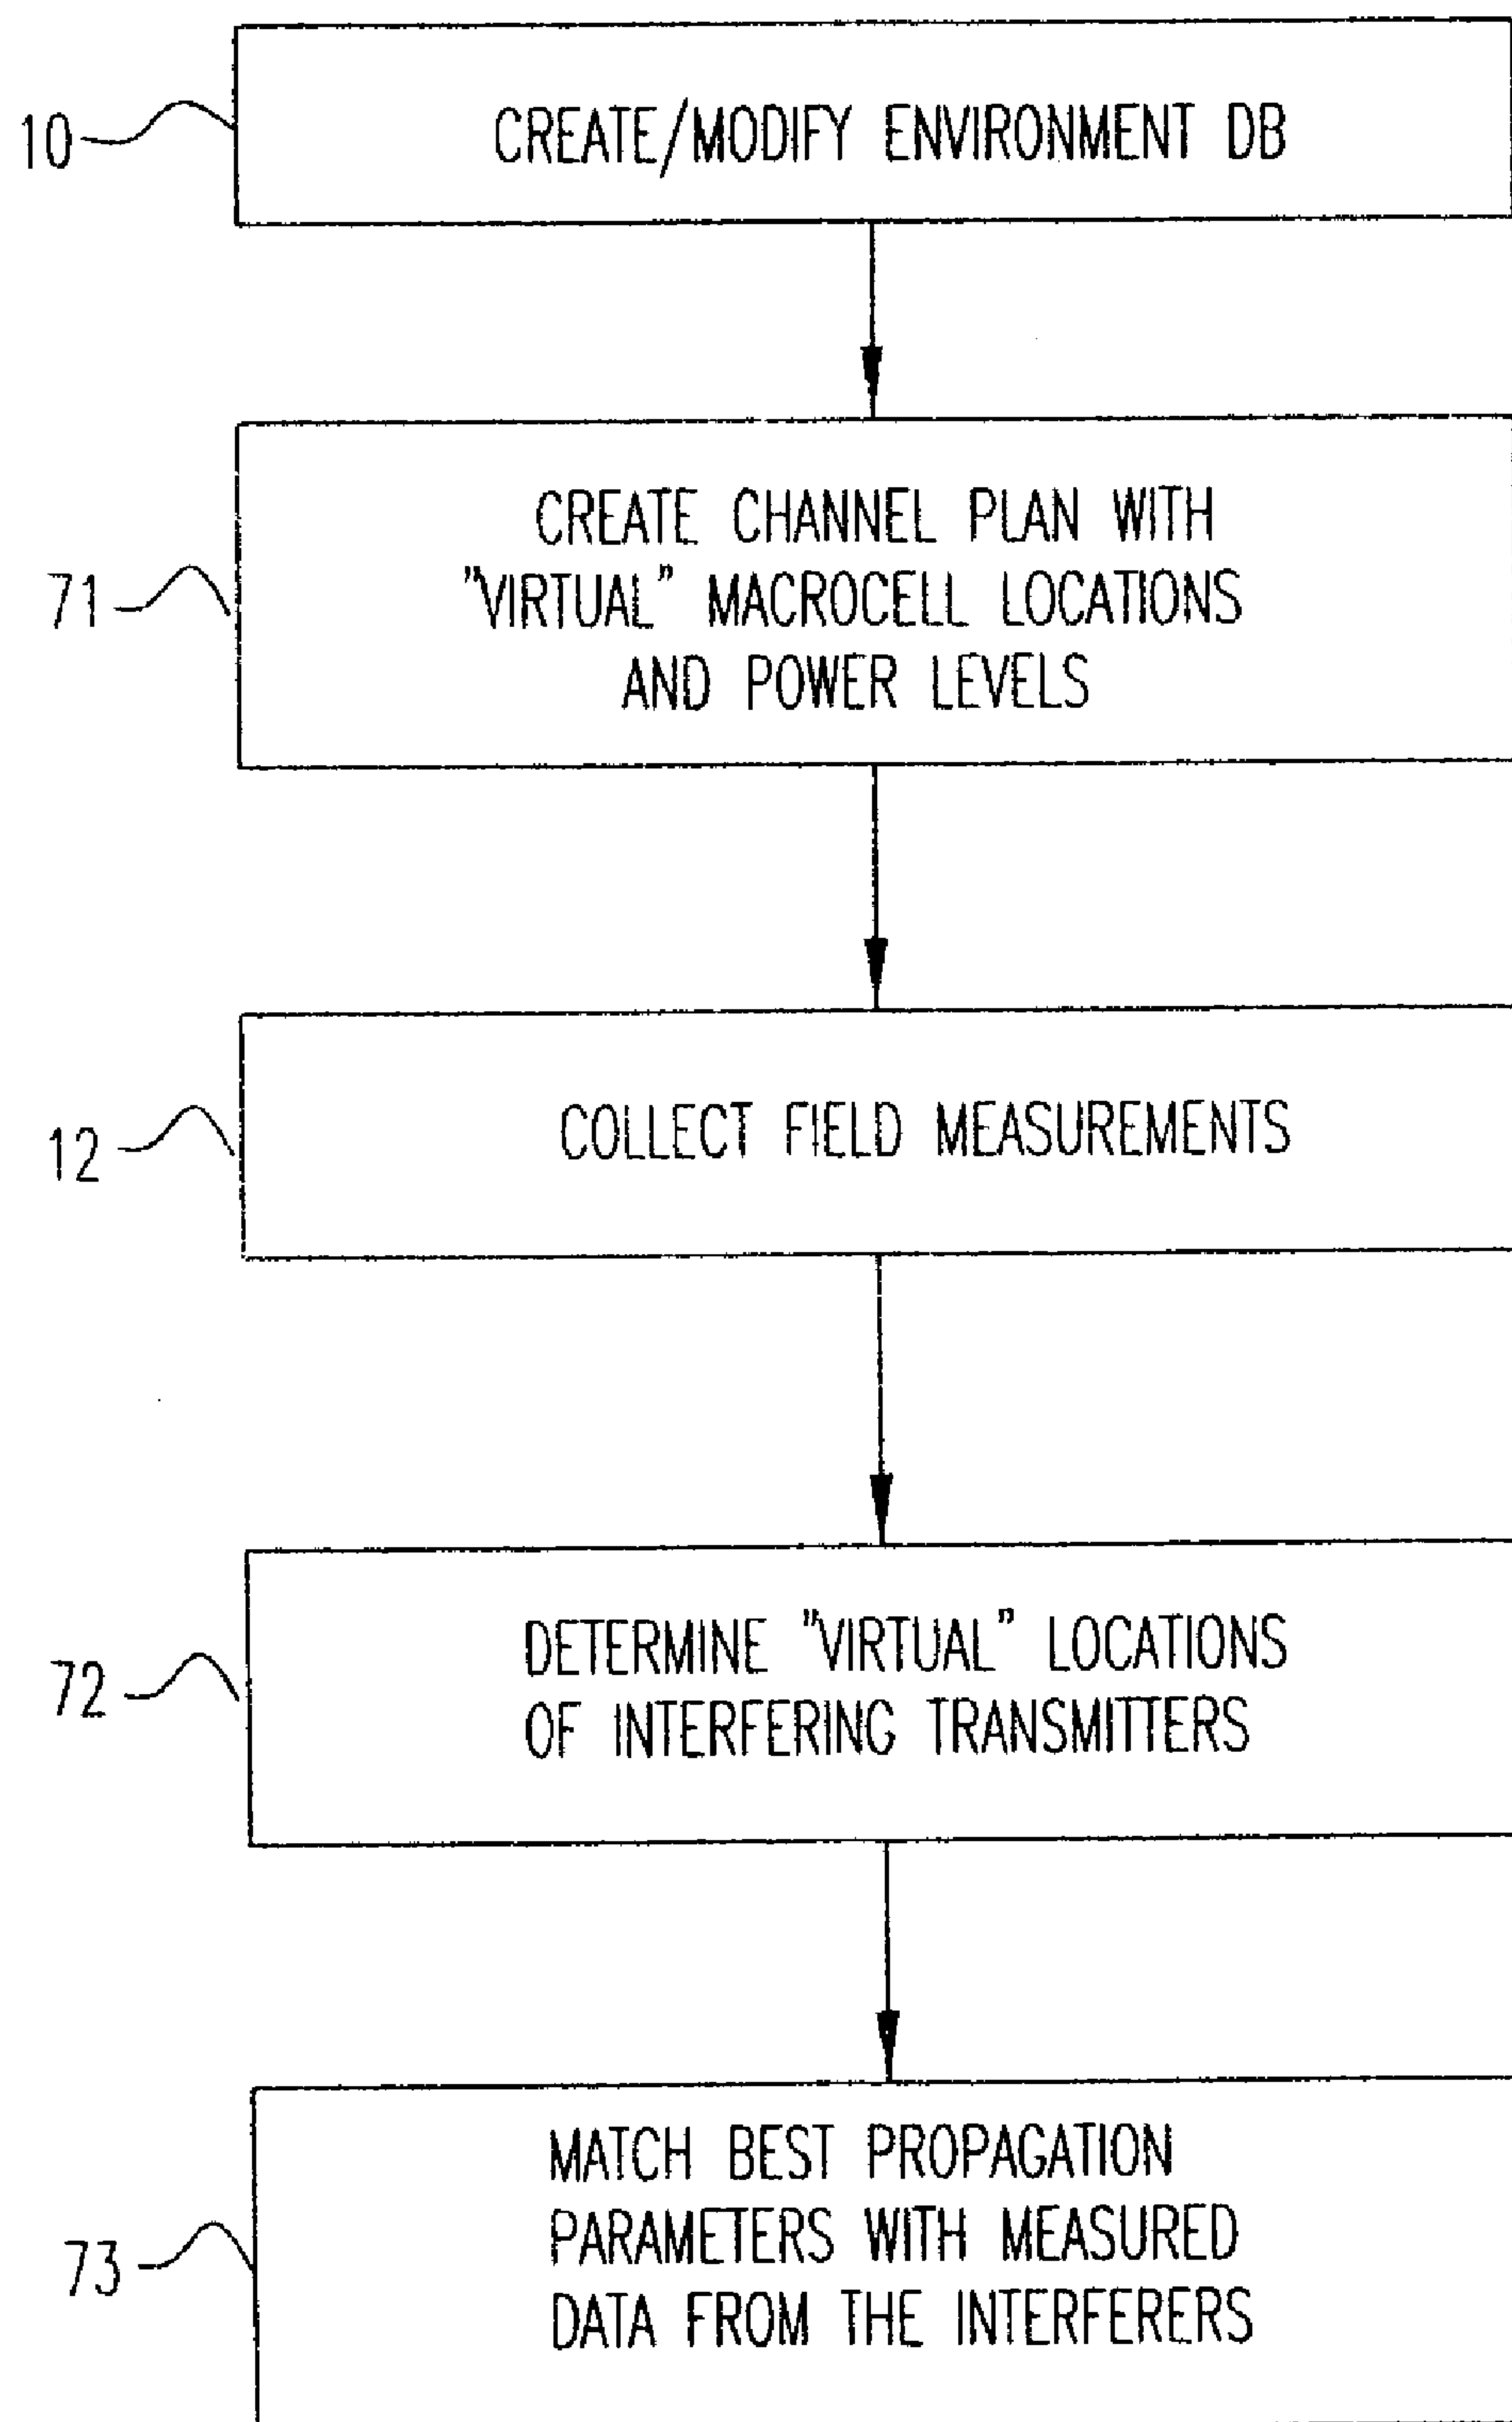 10
CREATE/MODIFY ENVIRONMENT DB
71
CREATE CHANNEL PLAN WITH
"VIRTUAL" MACROCELL LOCATIONS
AND POWER LEVELS
12
COLLECT FIELD MEASUREMENTS
72
DETERMINE "VIRTUAL" LOCATIONS
OF INTERFERING TRANSMITTERS
73
MATCH BEST PROPAGATION
PARAMETERS WITH MEASURED
DATA FROM THE INTERFERERS